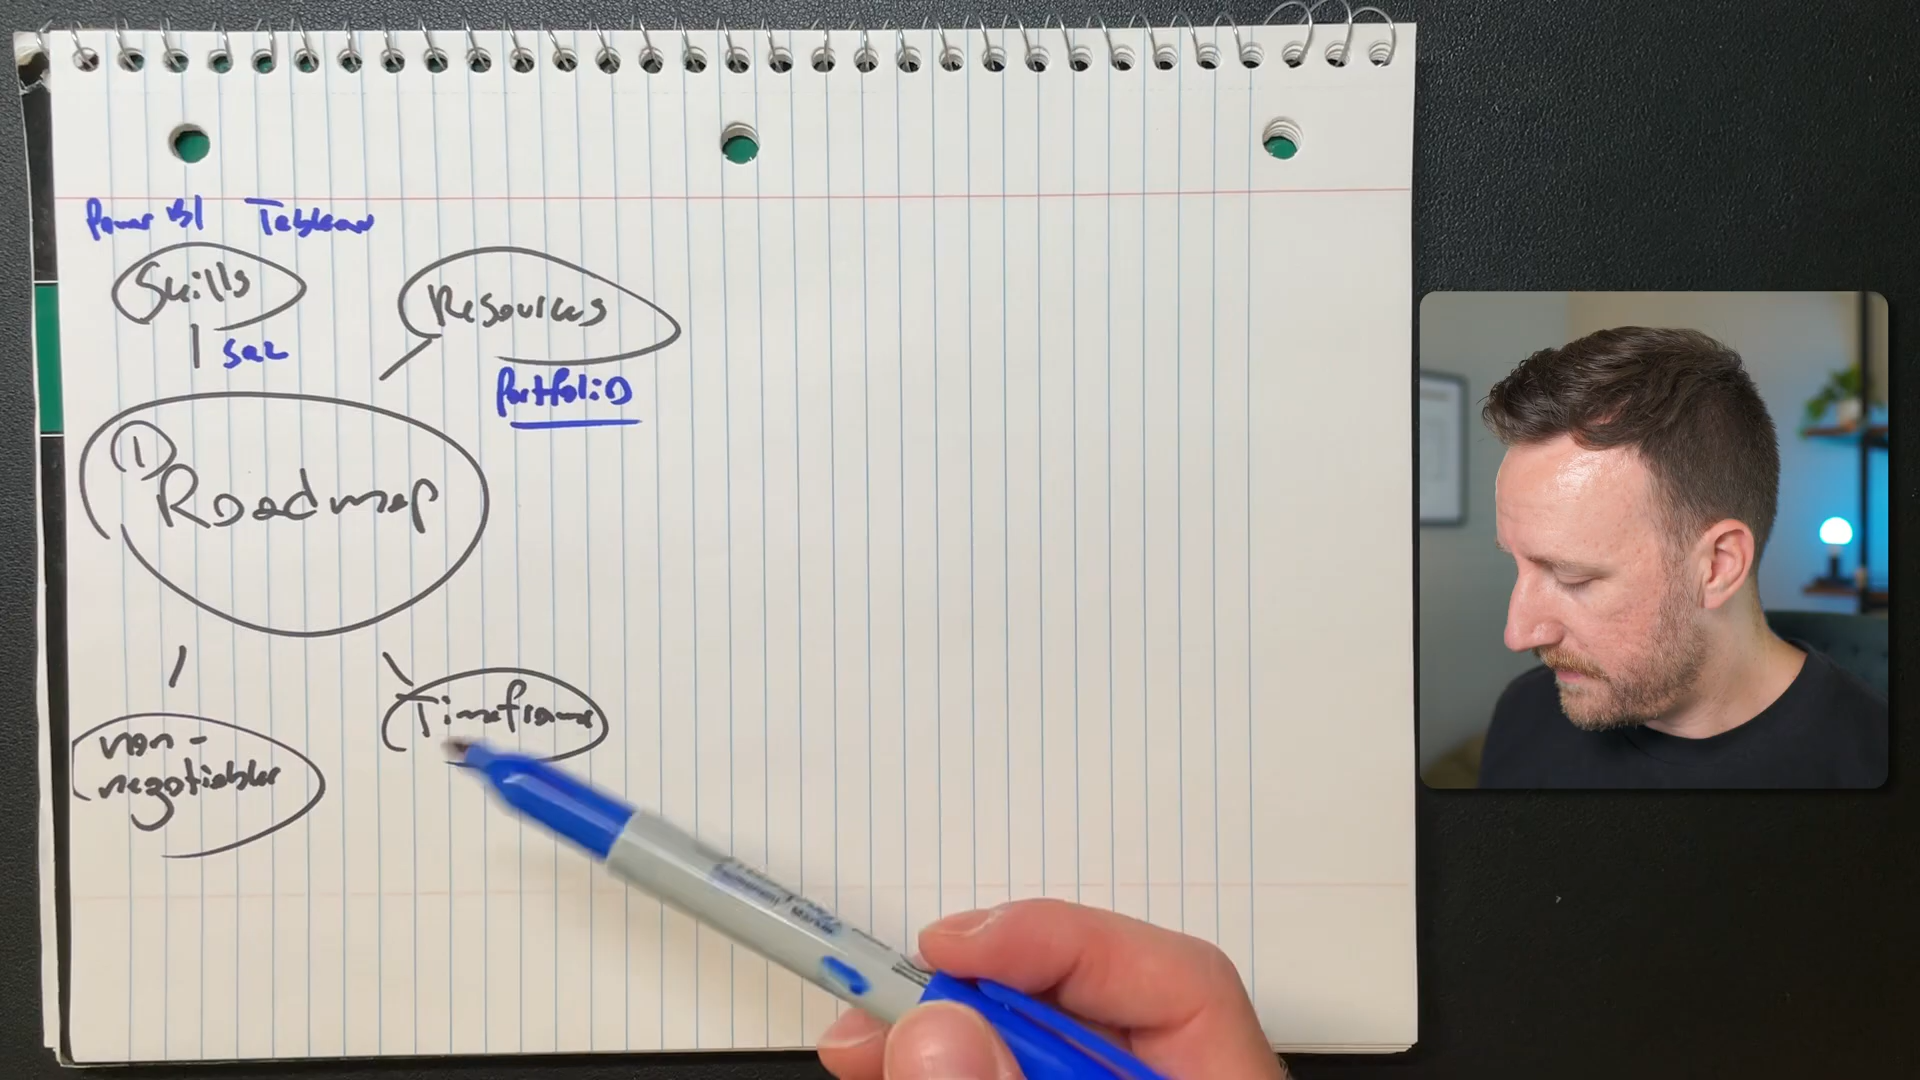 Power BI Tableau
Skills
Resources
SQL
Portfolio
1
Roadmap
Timeframe
non-
negotiables